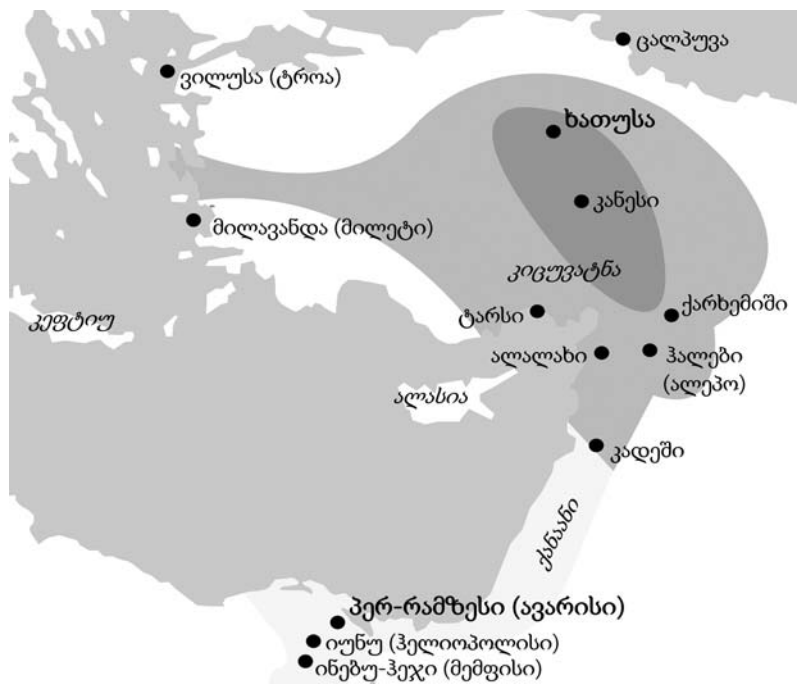 ცალპუვა
ვილუსა (ტროა)
ხათუსა
კანესი
მილავანდა (მილეტი)
კიცუვატნა
კეფტიუ
ტარსი
ქარხემიში
ალალახი
ჰალები
(ალეპო)
ალასია
კადეში
ქანაანი
პერ-რამზესი (ავარისი)
იუნუ (ჰელიოპოლისი)
ინებუ-ჰეჯი (მემფისი)